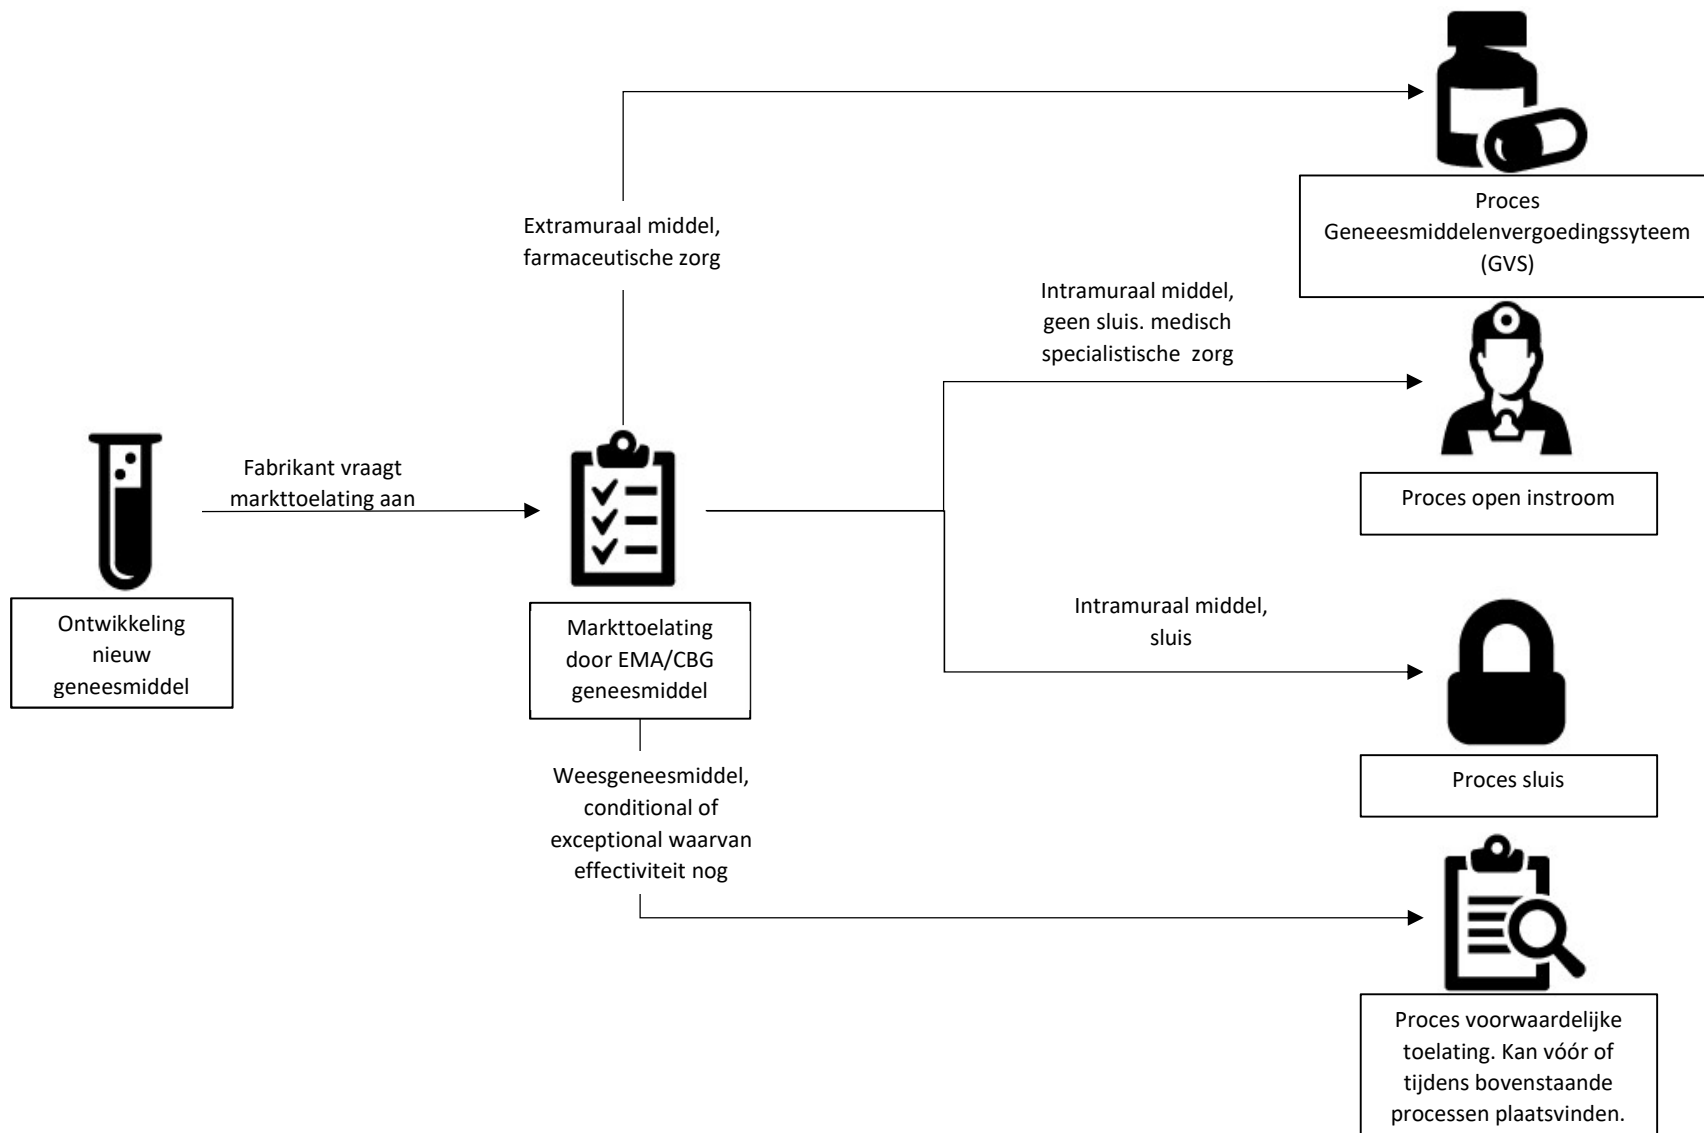 Proces
Geneeesmiddelenvergoedingssyteem
(GVS)
Extramuraal middel,
farmaceutische zorg
Intramuraal middel,
geen sluis. medisch
specialistische zorg
Proces open instroom
Fabrikant vraagt
markttoelating aan
Ontwikkeling
nieuw
geneesmiddel
Markttoelating
door EMA/CBG
geneesmiddel
Intramuraal middel,
sluis
Proces sluis
Weesgeneesmiddel,
conditional of
exceptional waarvan
effectiviteit nog
Proces voorwaardelijke
toelating. Kan vóór of
tijdens bovenstaande
processen plaatsvinden.